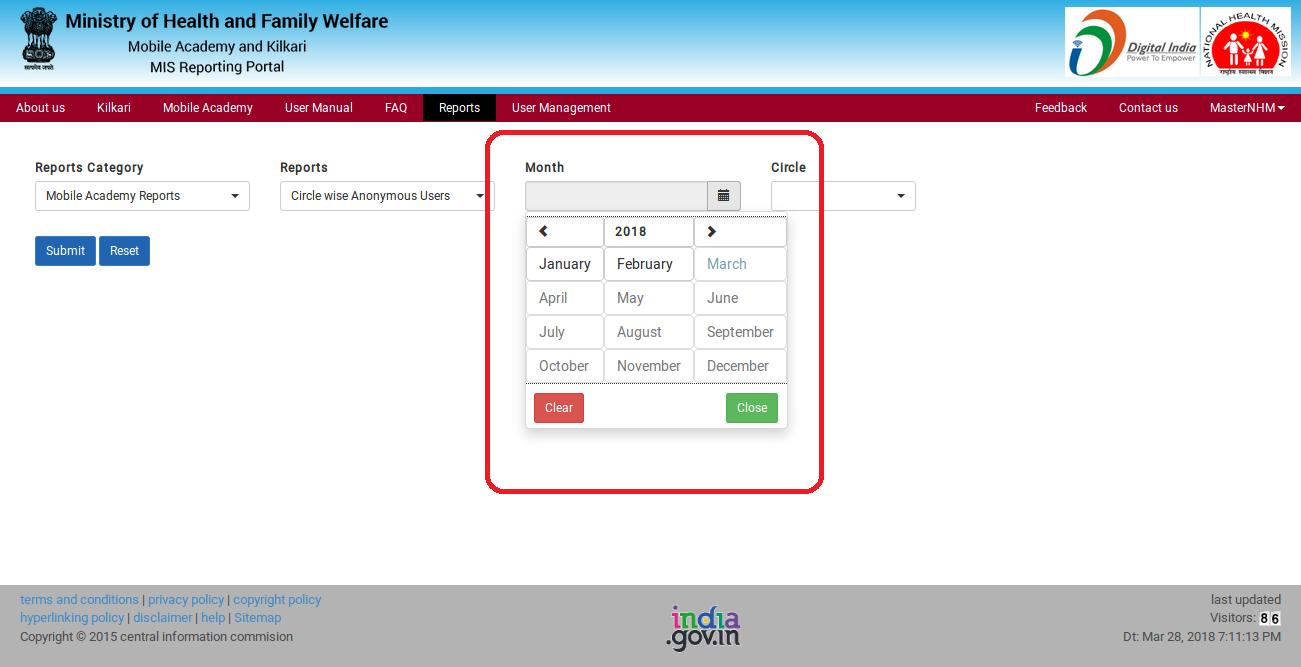 Ministry of Health and Family Welfare
Mobile Academy and Kilkari
MIS Reporting Portal
सत्यमेव जयते
Digital India
Power To Empower
NATIONAL HEALTH MISSION
राष्ट्रीय स्वास्थ्य मिशन
About us Kilkari Mobile Academy User Manual FAQ Reports User Management Feedback Contact us MasterNHM
Reports Category Reports Month Circle
Mobile Academy Reports Circle wise Anonymous Users
Submit Reset
2018
January February March
April May June
July August September
October November December
Clear Close
terms and conditions | privacy policy | copyright policy
hyperlinking policy | disclaimer | help | Sitemap
Copyright © 2015 central information commision
india
.gov.in
last updated
Visitors: 86
Dt: Mar 28, 2018 7:11:13 PM